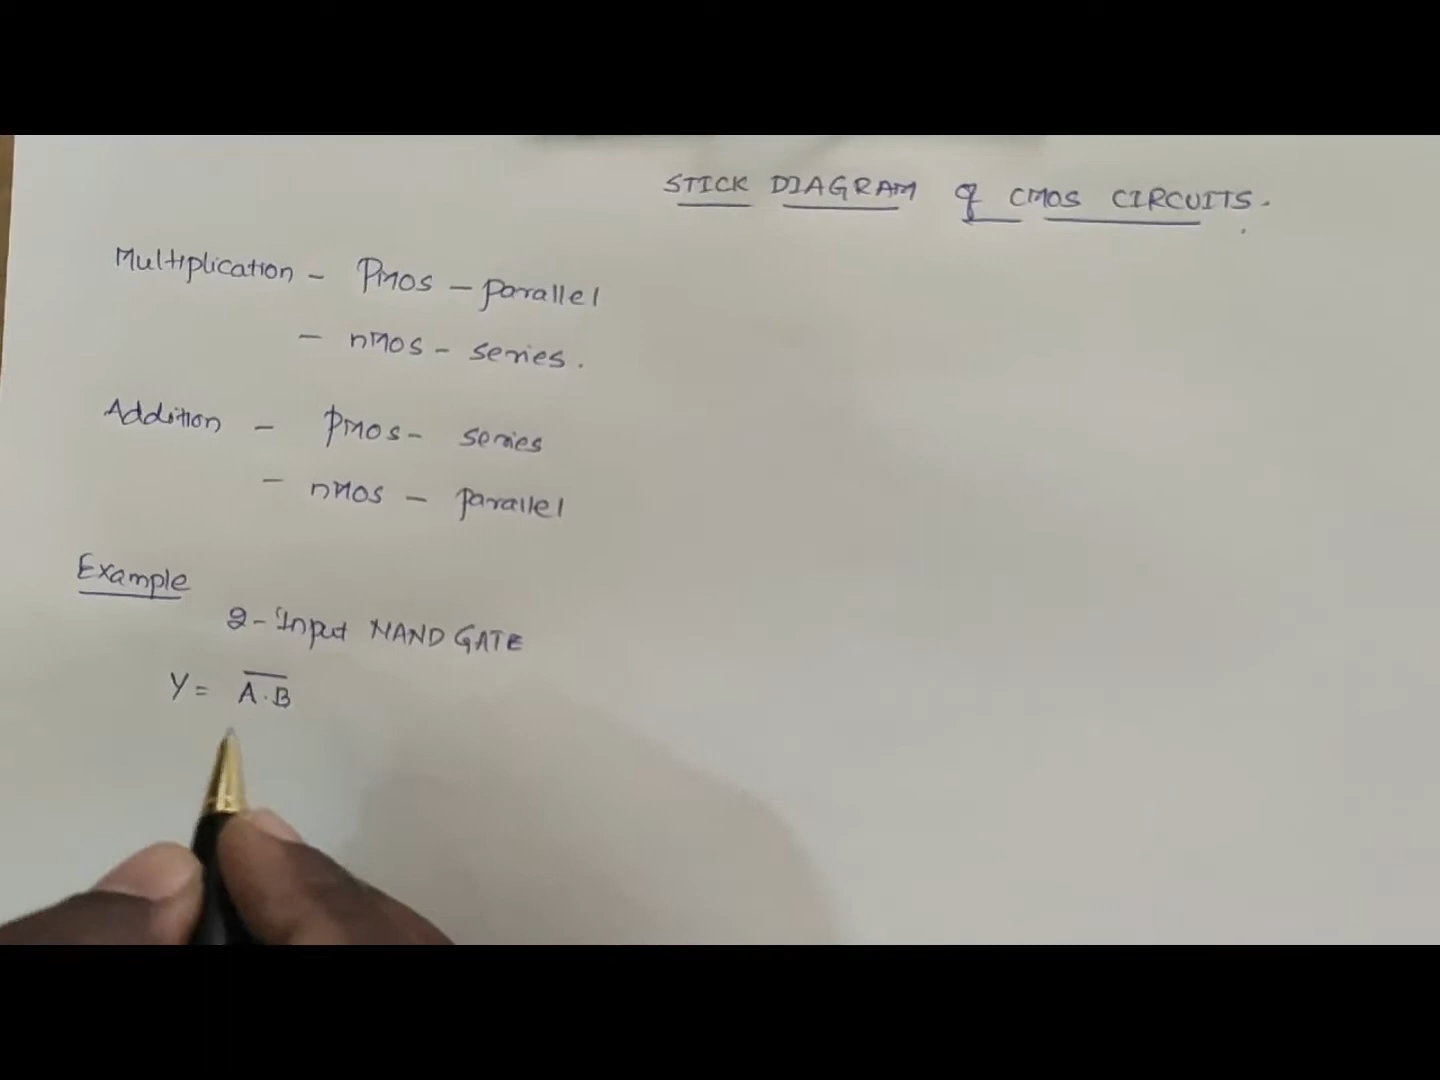 STICK DIAGRAM of CMOS CIRCUITS.
Multiplication - PMOS - parallel
- nMOS - series.
Addition - PMOS - series
- nMOS - parallel
Example
2-Input NAND GATE
Y = A̅.̅B̅